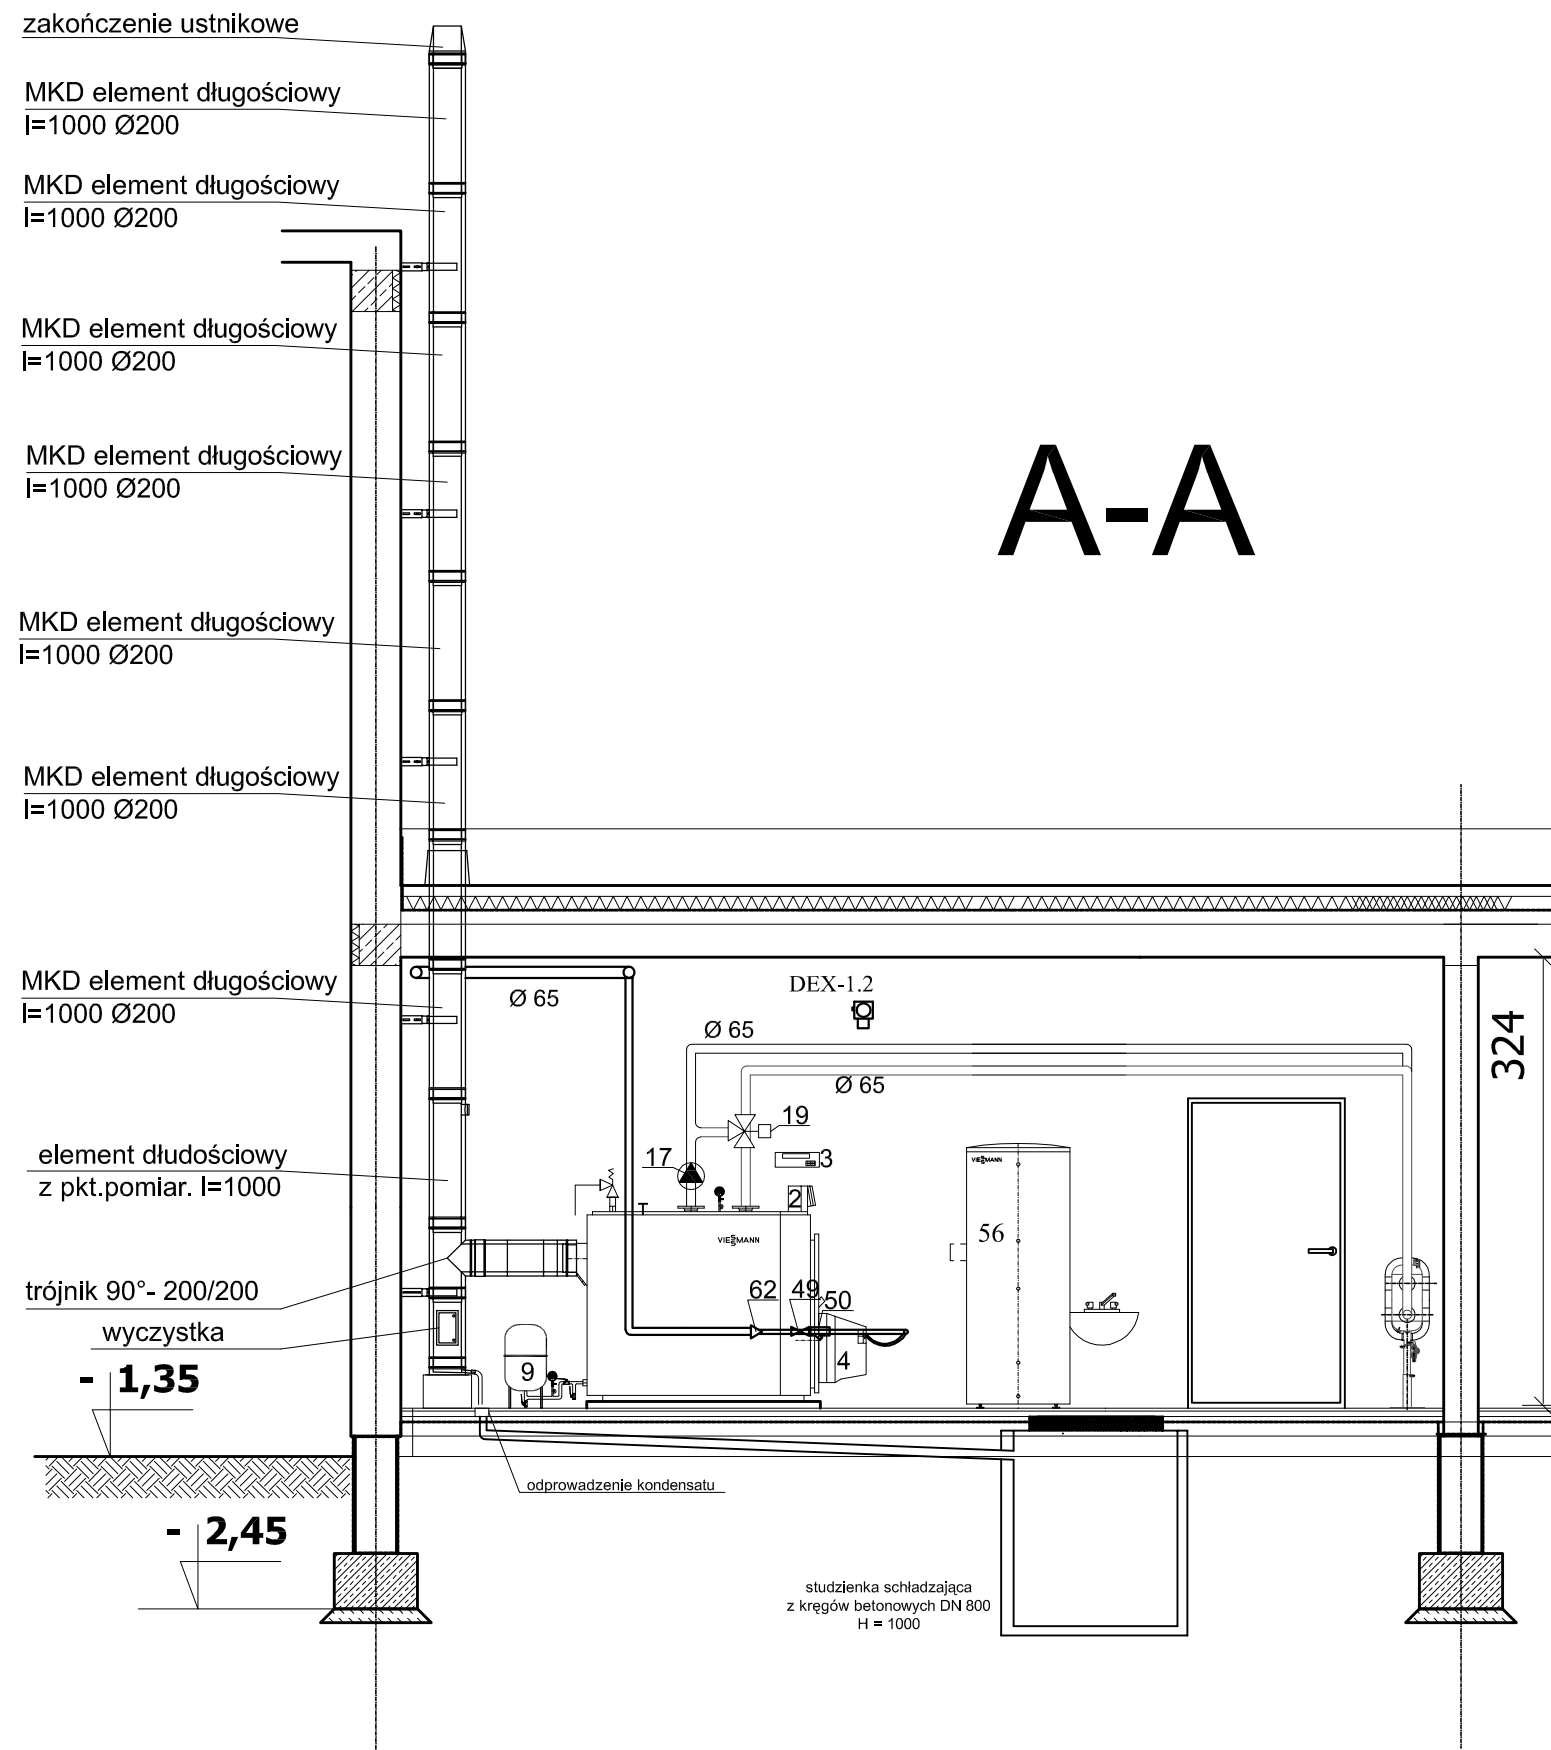 zakończenie ustnikowe
MKD element długościowy
l=1000 Ø200
MKD element długościowy
l=1000 Ø200
MKD element długościowy
l=1000 Ø200
MKD element długościowy
l=1000 Ø200
A-A
MKD element długościowy
l=1000 Ø200
MKD element długościowy
l=1000 Ø200
MKD element długościowy
l=1000 Ø200
Ø 65
DEX-1.2
Ø 65
Ø 65
324
19
17
3
2
element dłudościowy
z pkt.pomiar. l=1000
VIESSMANN
VIESSMANN
56
trójnik 90°- 200/200
wyczystka
62
49
50
4
9
- 1,35
odprowadzenie kondensatu
- 2,45
studzienka schładzająca
z kręgów betonowych DN 800
H = 1000